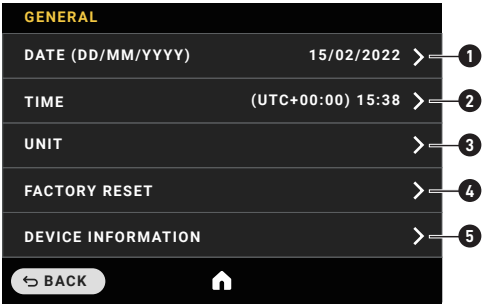 GENERAL
DATE (DD/MM/YYYY) 15/02/2022 1
TIME (UTC+00:00) 15:38 2
UNIT 3
FACTORY RESET 4
DEVICE INFORMATION 5
BACK